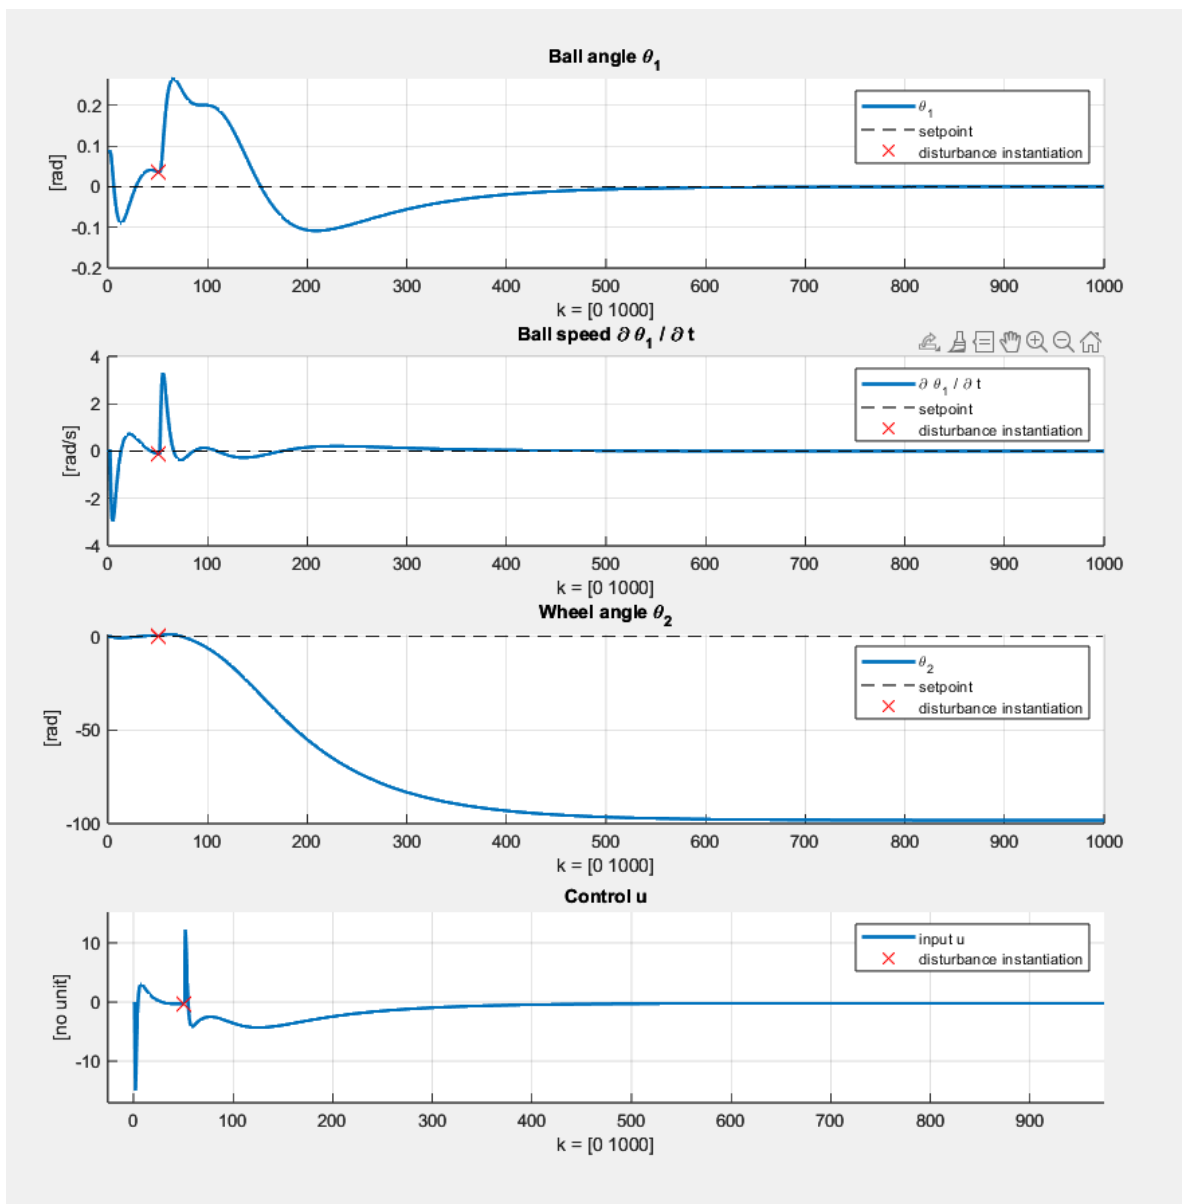 Ball angle θ₁
0.2
0.1
0
-0.1
-0.2
[rad]
θ₁
setpoint
disturbance instantiation
0 100 200 300 400 500 600 700 800 900 1000
k = [0 1000]
Ball speed ∂ θ₁ / ∂ t
4
2
0
-2
-4
[rad/s]
∂ θ₁ / ∂ t
setpoint
disturbance instantiation
0 100 200 300 400 500 600 700 800 900 1000
k = [0 1000]
Wheel angle θ₂
0
-50
-100
[rad]
θ₂
setpoint
disturbance instantiation
0 100 200 300 400 500 600 700 800 900 1000
k = [0 1000]
Control u
10
0
-10
[no unit]
input u
disturbance instantiation
0 100 200 300 400 500 600 700 800 900
k = [0 1000]